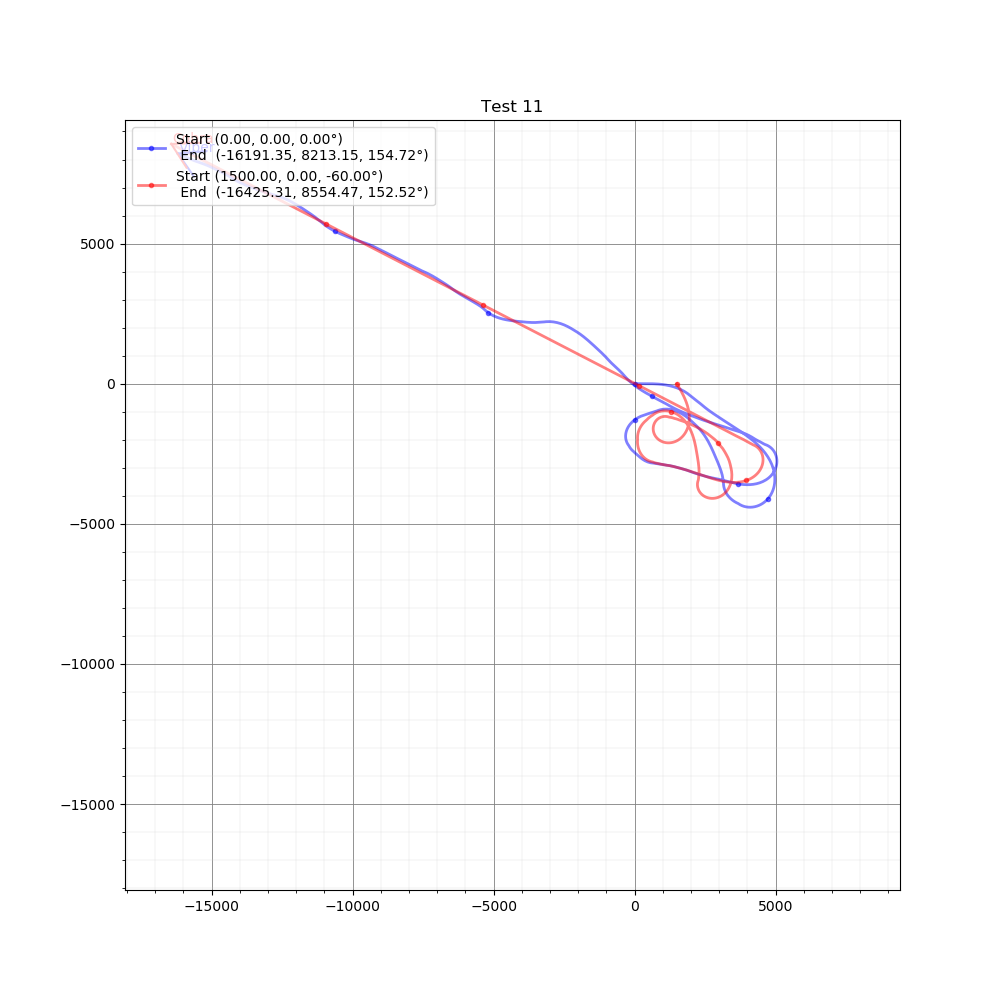 Test 11
Start (0.00, 0.00, 0.00°)
End (-16191.35, 8213.15, 154.72°)
Start (1500.00, 0.00, -60.00°)
End (-16425.31, 8554.47, 152.52°)
5000
0
−5000
−10000
−15000
−15000
−10000
−5000
0
5000